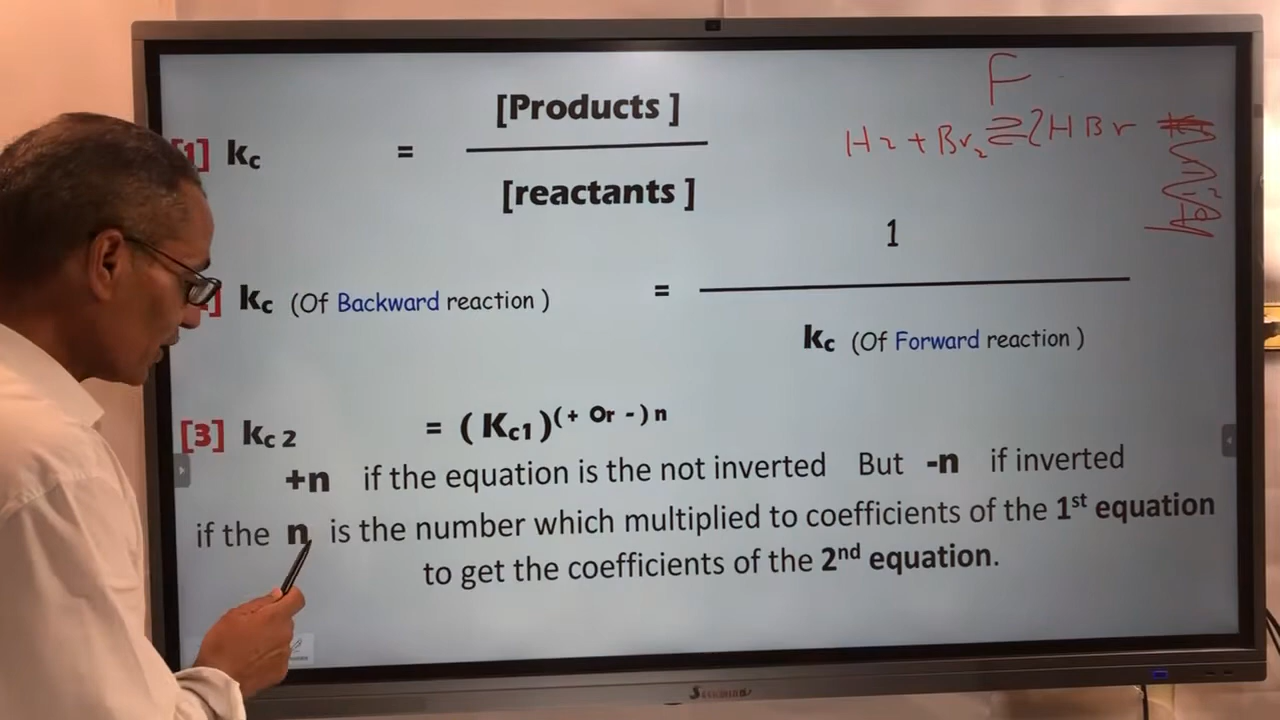 F
H2 + Br2 ⇌ 2HBr
[1] kc = [Products ]
[reactants ]
1
] kc (Of Backward reaction ) =
kc (Of Forward reaction )
[3] kc 2 = ( Kc1 )(+ Or -) n
+n if the equation is the not inverted But -n if inverted
if the n is the number which multiplied to coefficients of the 1st equation
to get the coefficients of the 2nd equation.